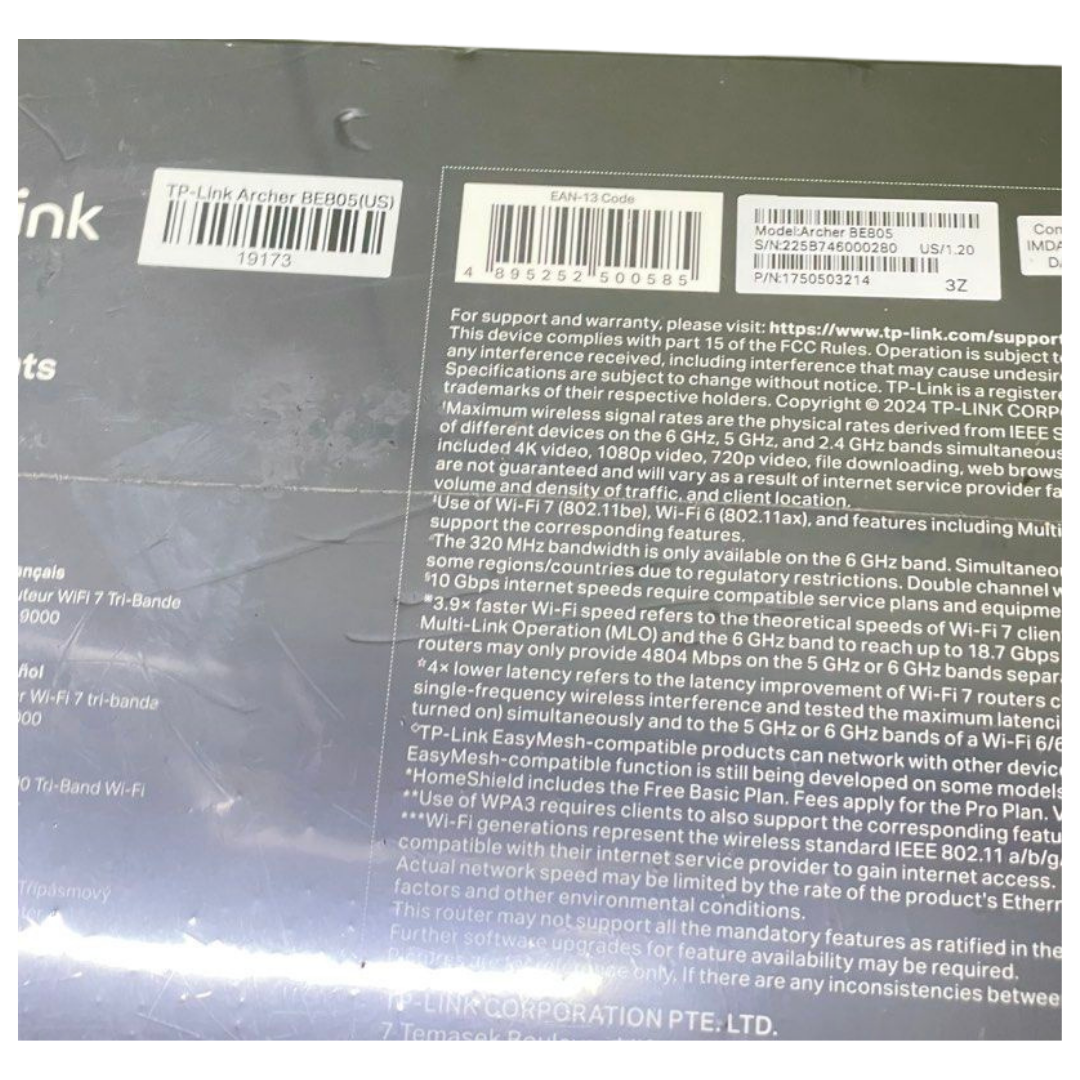 ink
TP-Link Archer BE805(US)
19173
EAN-13 Code
4 895252 500585
Model:Archer BE805
S/N:225B746000280 US/1.20
P/N:1750503214
3Z
Con
IMDA
ts
For support and warranty, please visit: https://www.tp-link.com/suppor
This device complies with part 15 of the FCC Rules. Operation is subject t
any interference received, including interference that may cause undesir
Specifications are subject to change without notice. TP-Link is a registere
trademarks of their respective holders. Copyright © 2024 TP-LINK CORP
Maximum wireless signal rates are the physical rates derived from IEEE S
of different devices on the 6 GHz, 5 GHz, and 2.4 GHz bands simultaneous
included 4K video, 1080p video, 720p video, file downloading, web brows
are not guaranteed and will vary as a result of internet service provider fa
volume and density of traffic, and client location.
Use of Wi-Fi 7 (802.11be), Wi-Fi 6 (802.11ax), and features including Multi
support the corresponding features.
The 320 MHz bandwidth is only available on the 6 GHz band. Simultaneo
some regions/countries due to regulatory restrictions. Double channel w
§10 Gbps internet speeds require compatible service plans and equipme
3.9× faster Wi-Fi speed refers to the theoretical speeds of Wi-Fi 7 clien
Multi-Link Operation (MLO) and the 6 GHz band to reach up to 18.7 Gbps
routers may only provide 4804 Mbps on the 5 GHz or 6 GHz bands separ
☆4× lower latency refers to the latency improvement of Wi-Fi 7 routers c
single-frequency wireless interference and tested the maximum latenci
turned on) simultaneously and to the 5 GHz or 6 GHz bands of a Wi-Fi 6/6
◇TP-Link EasyMesh-compatible products can network with other device
EasyMesh-compatible function is still being developed on some models
*HomeShield includes the Free Basic Plan. Fees apply for the Pro Plan. V
**Use of WPA3 requires clients to also support the corresponding featu
***Wi-Fi generations represent the wireless standard IEEE 802.11 a/b/g
compatible with their internet service provider to gain internet access.
Actual network speed may be limited by the rate of the product's Ethern
factors and other environmental conditions.
This router may not support all the mandatory features as ratified in the
Further software upgrades for feature availability may be required.
only. If there are any inconsistencies betwee
TP-LINK CORPORATION PTE. LTD.
7 Temasek
ançais
uteur WiFi 7 Tri-Bande
9000
ñol
r Wi-Fi 7 tri-banda
00
0 Tri-Band Wi-Fi
Třípásmový